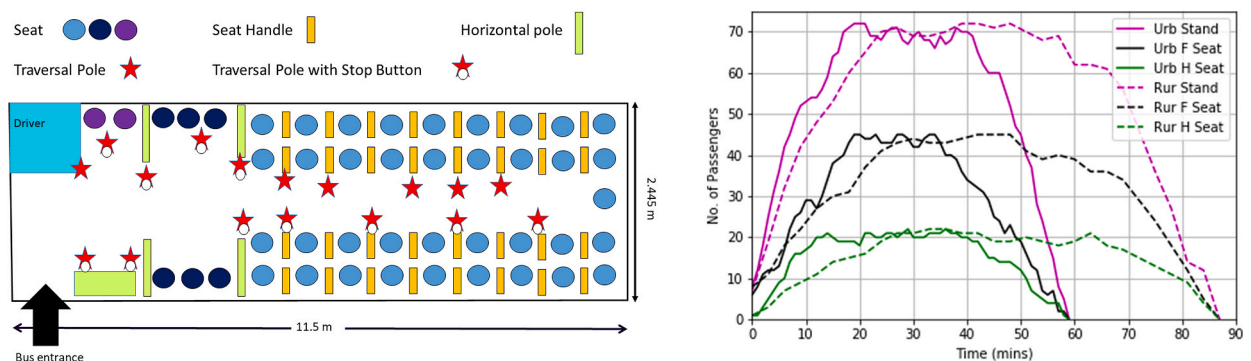 Seat
Seat Handle
Horizontal pole
Traversal Pole
Traversal Pole with Stop Button
Driver
2.445 m
11.5 m
Bus entrance
No. of Passengers
70
60
50
40
30
20
10
0
Urb Stand
Urb F Seat
Urb H Seat
Rur Stand
Rur F Seat
Rur H Seat
0 10 20 30 40 50 60 70 80 90
Time (mins)